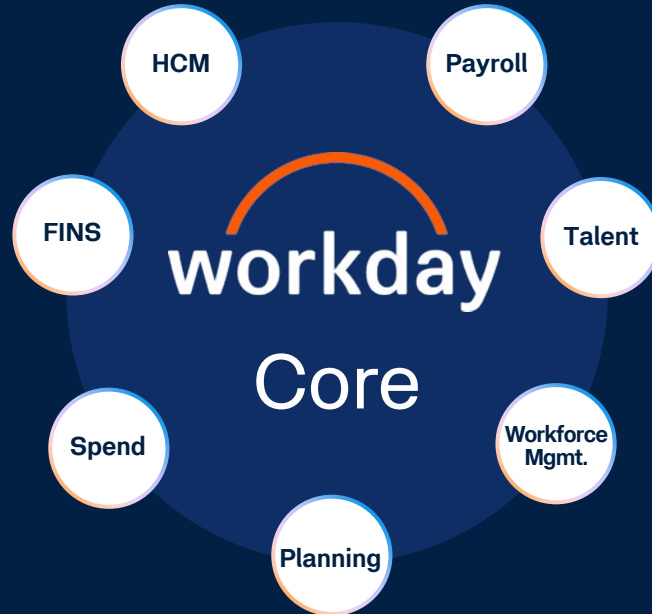 HCM
Payroll
FINS
Talent
workday
Core
Spend
Workforce
Mgmt.
Planning